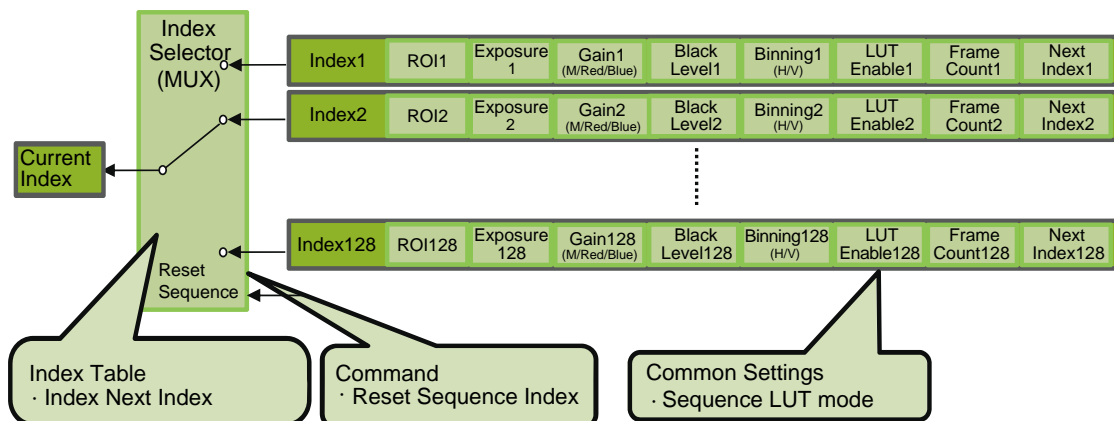 Index
Selector
(MUX)
Index1 ROI1 Exposure 1 Gain1 (M/Red/Blue) Black Level1 Binning1 (H/V) LUT Enable1 Frame Count1 Next Index1
Index2 ROI2 Exposure 2 Gain2 (M/Red/Blue) Black Level2 Binning2 (H/V) LUT Enable2 Frame Count2 Next Index2
Current
Index
Index128 ROI128 Exposure 128 Gain128 (M/Red/Blue) Black Level128 Binning128 (H/V) LUT Enable128 Frame Count128 Next Index128
Reset
Sequence
Index Table
· Index Next Index
Command
· Reset Sequence Index
Common Settings
· Sequence LUT mode